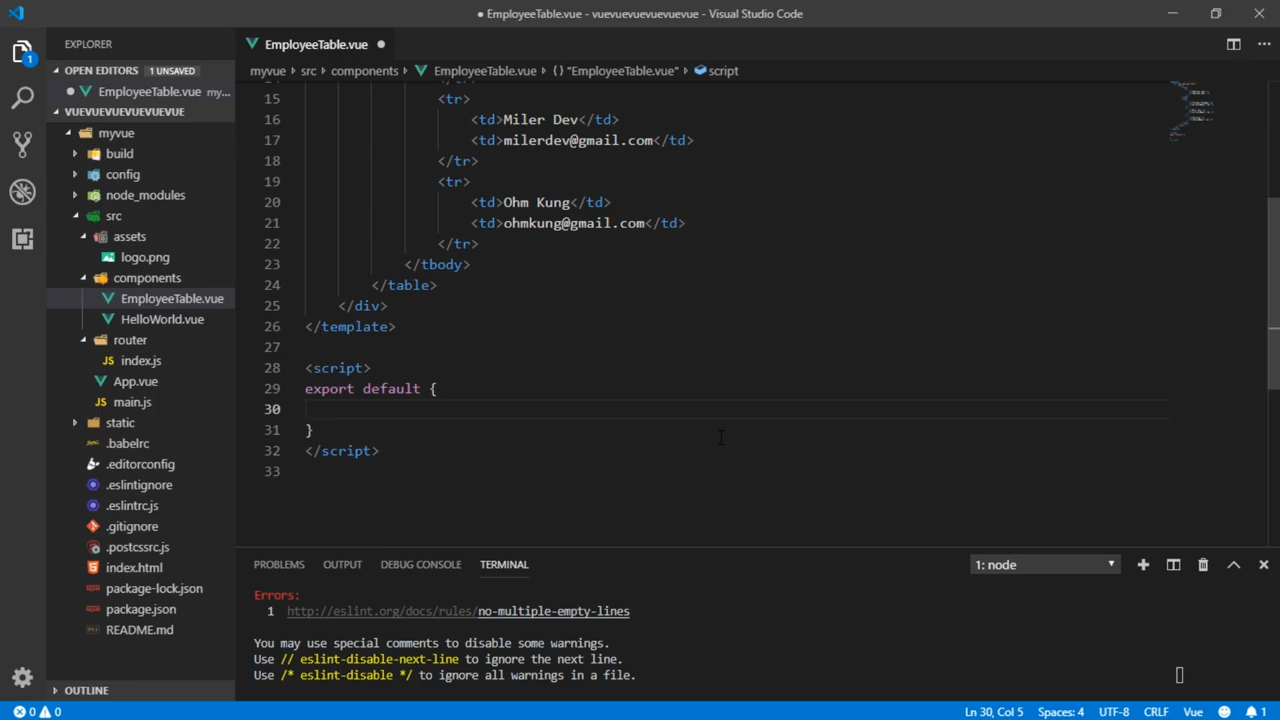 EmployeeTable.vue - vuevuevuevuevuevue - Visual Studio Code
EXPLORER
OPEN EDITORS 1 UNSAVED
EmployeeTable.vue my...
VUEVUEVUEVUEVUEVUE
myvue
build
config
node_modules
src
assets
logo.png
components
EmployeeTable.vue
HelloWorld.vue
router
JS index.js
App.vue
JS main.js
static
.babelrc
.editorconfig
.eslintignore
.eslintrc.js
.gitignore
.postcssrc.js
index.html
package-lock.json
package.json
README.md
OUTLINE
EmployeeTable.vue
myvue › src › components › EmployeeTable.vue › {} "EmployeeTable.vue" › script
15 <tr>
16 <td>Miler Dev</td>
17 <td>milerdev@gmail.com</td>
18 </tr>
19 <tr>
20 <td>Ohm Kung</td>
21 <td>ohmkung@gmail.com</td>
22 </tr>
23 </tbody>
24 </table>
25 </div>
26 </template>
27
28 <script>
29 export default {
30
31 }
32 </script>
33
PROBLEMS OUTPUT DEBUG CONSOLE TERMINAL 1: node
Errors:
1 http://eslint.org/docs/rules/no-multiple-empty-lines
You may use special comments to disable some warnings.
Use // eslint-disable-next-line to ignore the next line.
Use /* eslint-disable */ to ignore all warnings in a file.
0 0 Ln 30, Col 5 Spaces: 4 UTF-8 CRLF Vue 1